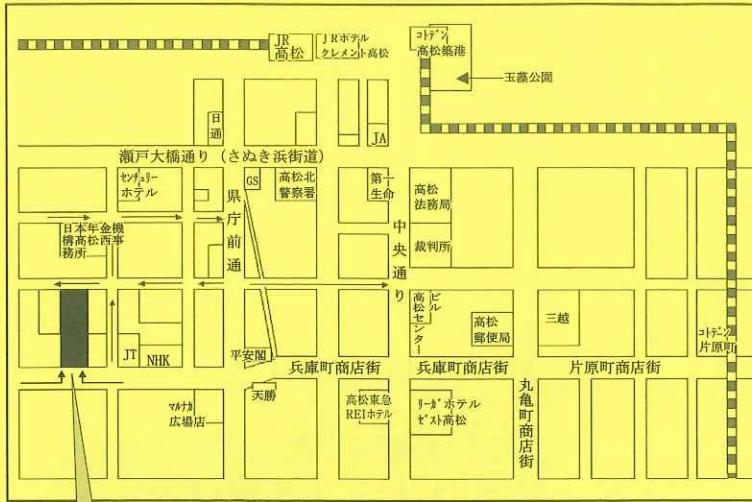 JR
高松
JRホテル
クレメント高松
コトデン
高松築港
玉藻公園
日通
JA
瀬戸大橋通り（さぬき浜街道）
センチュリー
ホテル
県庁前通
GS
高松北
警察署
第一
生命
高松
法務局
中央通り
裁判所
日本年金機
構高松西事
務所
高松センタービル
高松
郵便局
三越
コトデン
片原町
JT
NHK
平安閣
兵庫町商店街
兵庫町商店街
片原町商店街
マルナカ
広場店
天勝
高松東急
REIホテル
リーガホテル
ゼスト高松
丸亀町商店街